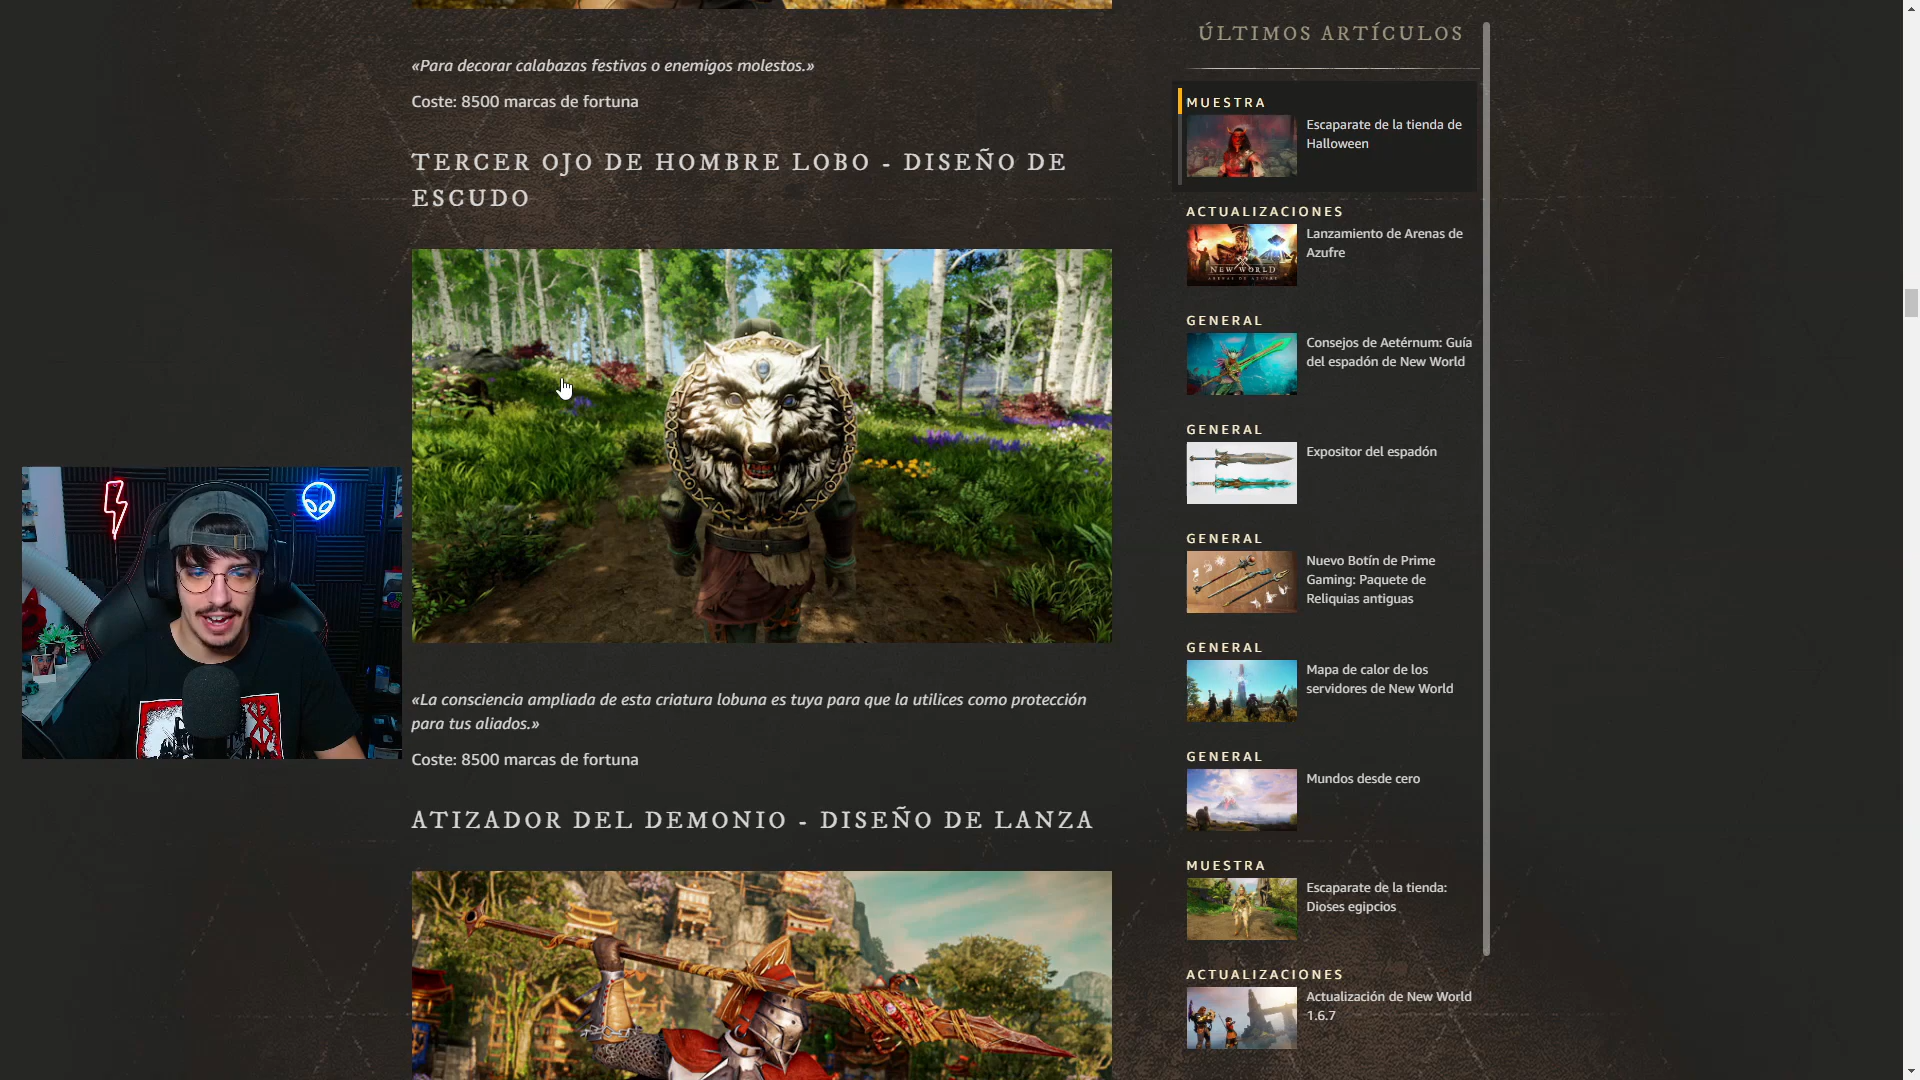 «Para decorar calabazas festivas o enemigos molestos.»
Coste: 8500 marcas de fortuna
TERCER OJO DE HOMBRE LOBO - DISEÑO DE
ESCUDO
«La consciencia ampliada de esta criatura lobuna es tuya para que la utilices como protección
para tus aliados.»
Coste: 8500 marcas de fortuna
ATIZADOR DEL DEMONIO - DISEÑO DE LANZA
ÚLTIMOS ARTÍCULOS
MUESTRA
Escaparate de la tienda de
Halloween
ACTUALIZACIONES
NEW WORLD
ARENAS DE AZUFRE
Lanzamiento de Arenas de
Azufre
GENERAL
Consejos de Aetérnum: Guía
del espadón de New World
GENERAL
Expositor del espadón
GENERAL
Nuevo Botín de Prime
Gaming: Paquete de
Reliquias antiguas
GENERAL
Mapa de calor de los
servidores de New World
GENERAL
Mundos desde cero
MUESTRA
Escaparate de la tienda:
Dioses egipcios
ACTUALIZACIONES
Actualización de New World
1.6.7